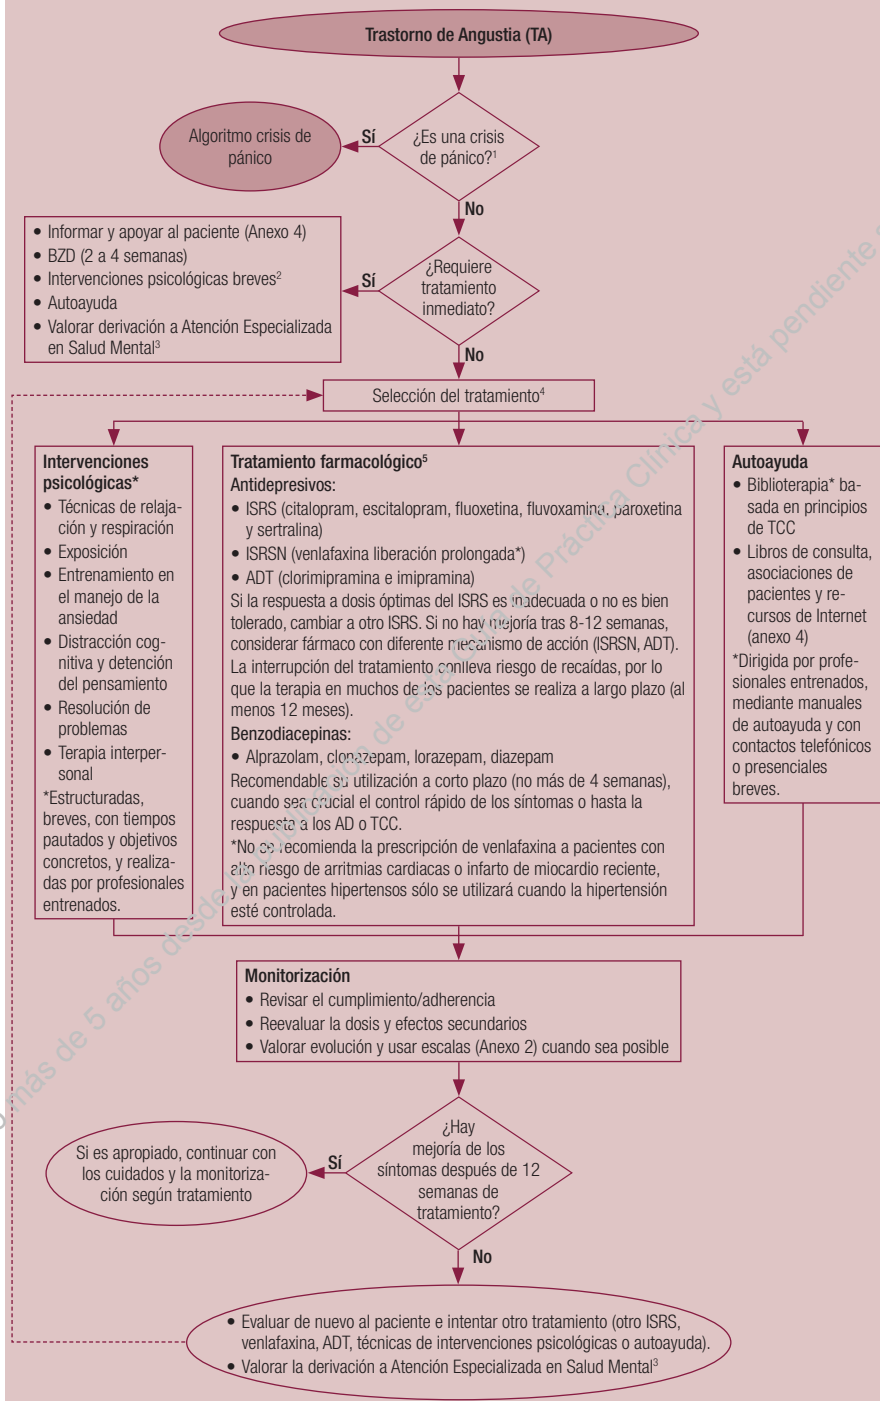 Trastorno de Angustia (TA)
¿Es una crisis
de pánico?¹
Sí
Algoritmo crisis de
pánico
No
¿Requiere
tratamiento
inmediato?
Sí
• Informar y apoyar al paciente (Anexo 4)
• BZD (2 a 4 semanas)
• Intervenciones psicológicas breves²
• Autoayuda
• Valorar derivación a Atención Especializada
en Salud Mental³
No
Selección del tratamiento⁴
Intervenciones
psicológicas*
• Técnicas de relaja-
ción y respiración
• Exposición
• Entrenamiento en
el manejo de la
ansiedad
• Distracción cog-
nitiva y detención
del pensamiento
• Resolución de
problemas
• Terapia interper-
sonal
*Estructuradas,
breves, con tiempos
pautados y objetivos
concretos, y realiza-
das por profesionales
entrenados.
Tratamiento farmacológico⁵
Antidepresivos:
• ISRS (citalopram, escitalopram, fluoxetina, fluvoxamina, paroxetina
y sertralina)
• ISRSN (venlafaxina liberación prolongada*)
• ADT (clorimipramina e imipramina)
Si la respuesta a dosis óptimas del ISRS es inadecuada o no es bien
tolerado, cambiar a otro ISRS. Si no hay mejoría tras 8-12 semanas,
considerar fármaco con diferente mecanismo de acción (ISRSN, ADT).
La interrupción del tratamiento conlleva riesgo de recaídas, por lo
que la terapia en muchos de los pacientes se realiza a largo plazo (al
menos 12 meses).
Benzodiacepinas:
• Alprazolam, clonazepam, lorazepam, diazepam
Recomendable su utilización a corto plazo (no más de 4 semanas),
cuando sea crucial el control rápido de los síntomas o hasta la
respuesta a los AD o TCC.
*No se recomienda la prescripción de venlafaxina a pacientes con
alto riesgo de arritmias cardiacas o infarto de miocardio reciente,
y en pacientes hipertensos sólo se utilizará cuando la hipertensión
esté controlada.
Autoayuda
• Biblioterapia* ba-
sada en principios
de TCC
• Libros de consulta,
asociaciones de
pacientes y re-
cursos de Internet
(anexo 4)
*Dirigida por profe-
sionales entrenados,
mediante manuales
de autoayuda y con
contactos telefónicos
o presenciales
breves.
Monitorización
• Revisar el cumplimiento/adherencia
• Reevaluar la dosis y efectos secundarios
• Valorar evolución y usar escalas (Anexo 2) cuando sea posible
¿Hay
mejoría de los
síntomas después de 12
semanas de
tratamiento?
Sí
Si es apropiado, continuar con
los cuidados y la monitoriza-
ción según tratamiento
No
• Evaluar de nuevo al paciente e intentar otro tratamiento (otro ISRS,
venlafaxina, ADT, técnicas de intervenciones psicológicas o autoayuda).
• Valorar la derivación a Atención Especializada en Salud Mental³
más de 5 años desde la publicación de esta Guía de Práctica Clínica y está pendiente